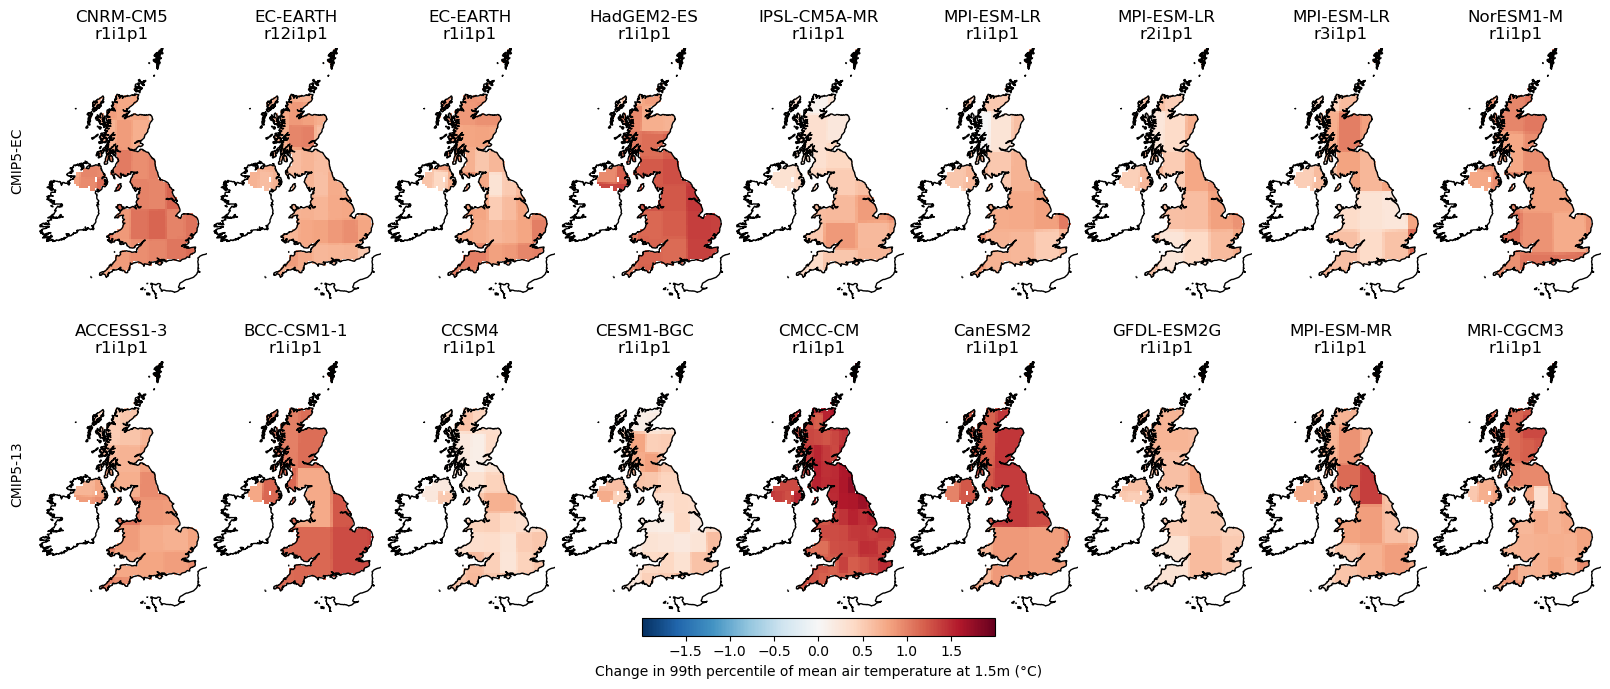 CNRM-CM5 EC-EARTH EC-EARTH HadGEM2-ES IPSL-CM5A-MR MPI-ESM-LR MPI-ESM-LR MPI-ESM-LR NorESM1-M
r1i1p1 r12i1p1 r1i1p1 r1i1p1 r1i1p1 r1i1p1 r2i1p1 r3i1p1 r1i1p1
CMIP5-EC
ACCESS1-3 BCC-CSM1-1 CCSM4 CESM1-BGC CMCC-CM CanESM2 GFDL-ESM2G MPI-ESM-MR MRI-CGCM3
r1i1p1 r1i1p1 r1i1p1 r1i1p1 r1i1p1 r1i1p1 r1i1p1 r1i1p1 r1i1p1
CMIP5-13
−1.5 −1.0 −0.5 0.0 0.5 1.0 1.5
Change in 99th percentile of mean air temperature at 1.5m (°C)